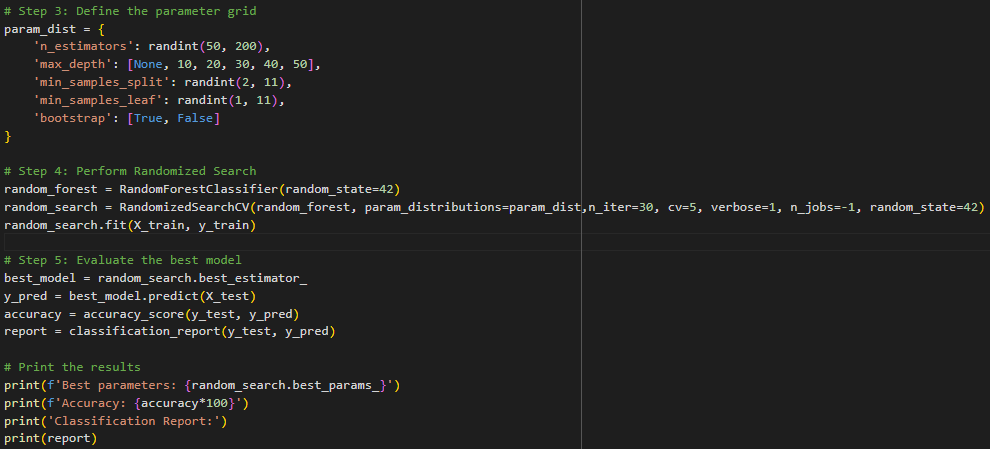 # Step 3: Define the parameter grid
param_dist = {
    'n_estimators': randint(50, 200),
    'max_depth': [None, 10, 20, 30, 40, 50],
    'min_samples_split': randint(2, 11),
    'min_samples_leaf': randint(1, 11),
    'bootstrap': [True, False]
}

# Step 4: Perform Randomized Search
random_forest = RandomForestClassifier(random_state=42)
random_search = RandomizedSearchCV(random_forest, param_distributions=param_dist,n_iter=30, cv=5, verbose=1, n_jobs=-1, random_state=42)
random_search.fit(X_train, y_train)

# Step 5: Evaluate the best model
best_model = random_search.best_estimator_
y_pred = best_model.predict(X_test)
accuracy = accuracy_score(y_test, y_pred)
report = classification_report(y_test, y_pred)

# Print the results
print(f'Best parameters: {random_search.best_params_}')
print(f'Accuracy: {accuracy*100}')
print('Classification Report:')
print(report)